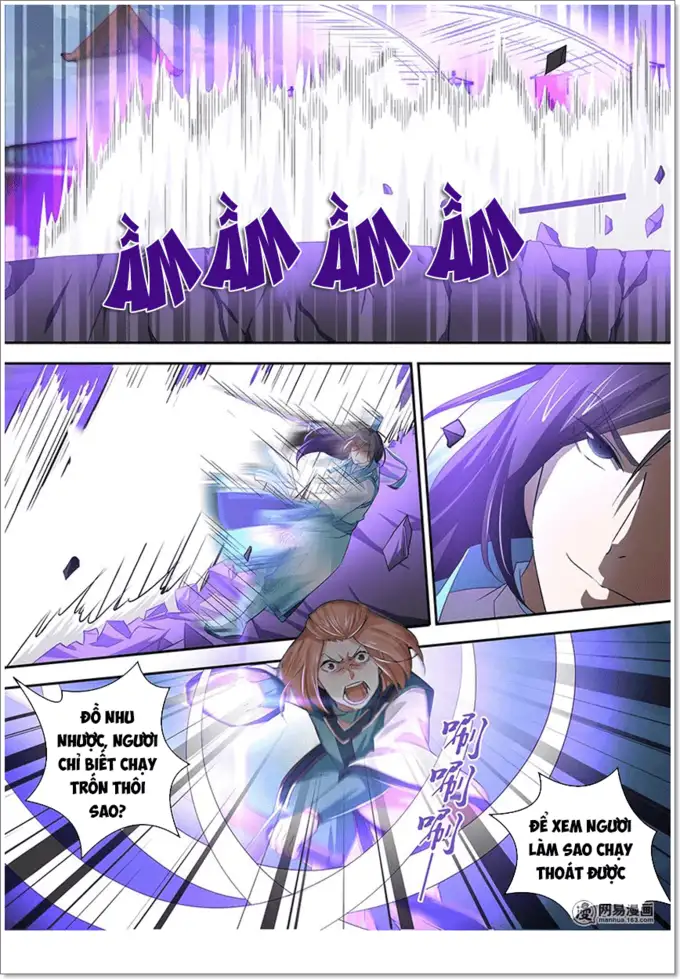 ẦM ẦM ẦM ẦM
ĐỒ NHU
NHƯỢC, NGƯƠI
CHỈ BIẾT CHẠY
TRỐN THÔI
SAO?
唰
唰
唰
ĐỂ XEM NGƯƠI
LÀM SAO CHẠY
THOÁT ĐƯỢC
网易漫画
manhua.163.com